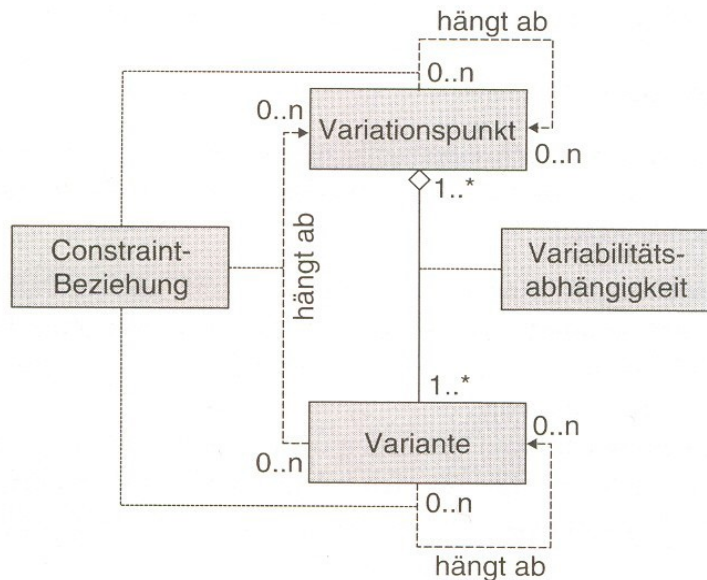 hängt ab
0..n
0..n
Variationspunkt
0..n
1..*
Constraint-
Beziehung
hängt ab
Variabilitäts-
abhängigkeit
1..*
0..n
Variante
0..n
0..n
hängt ab